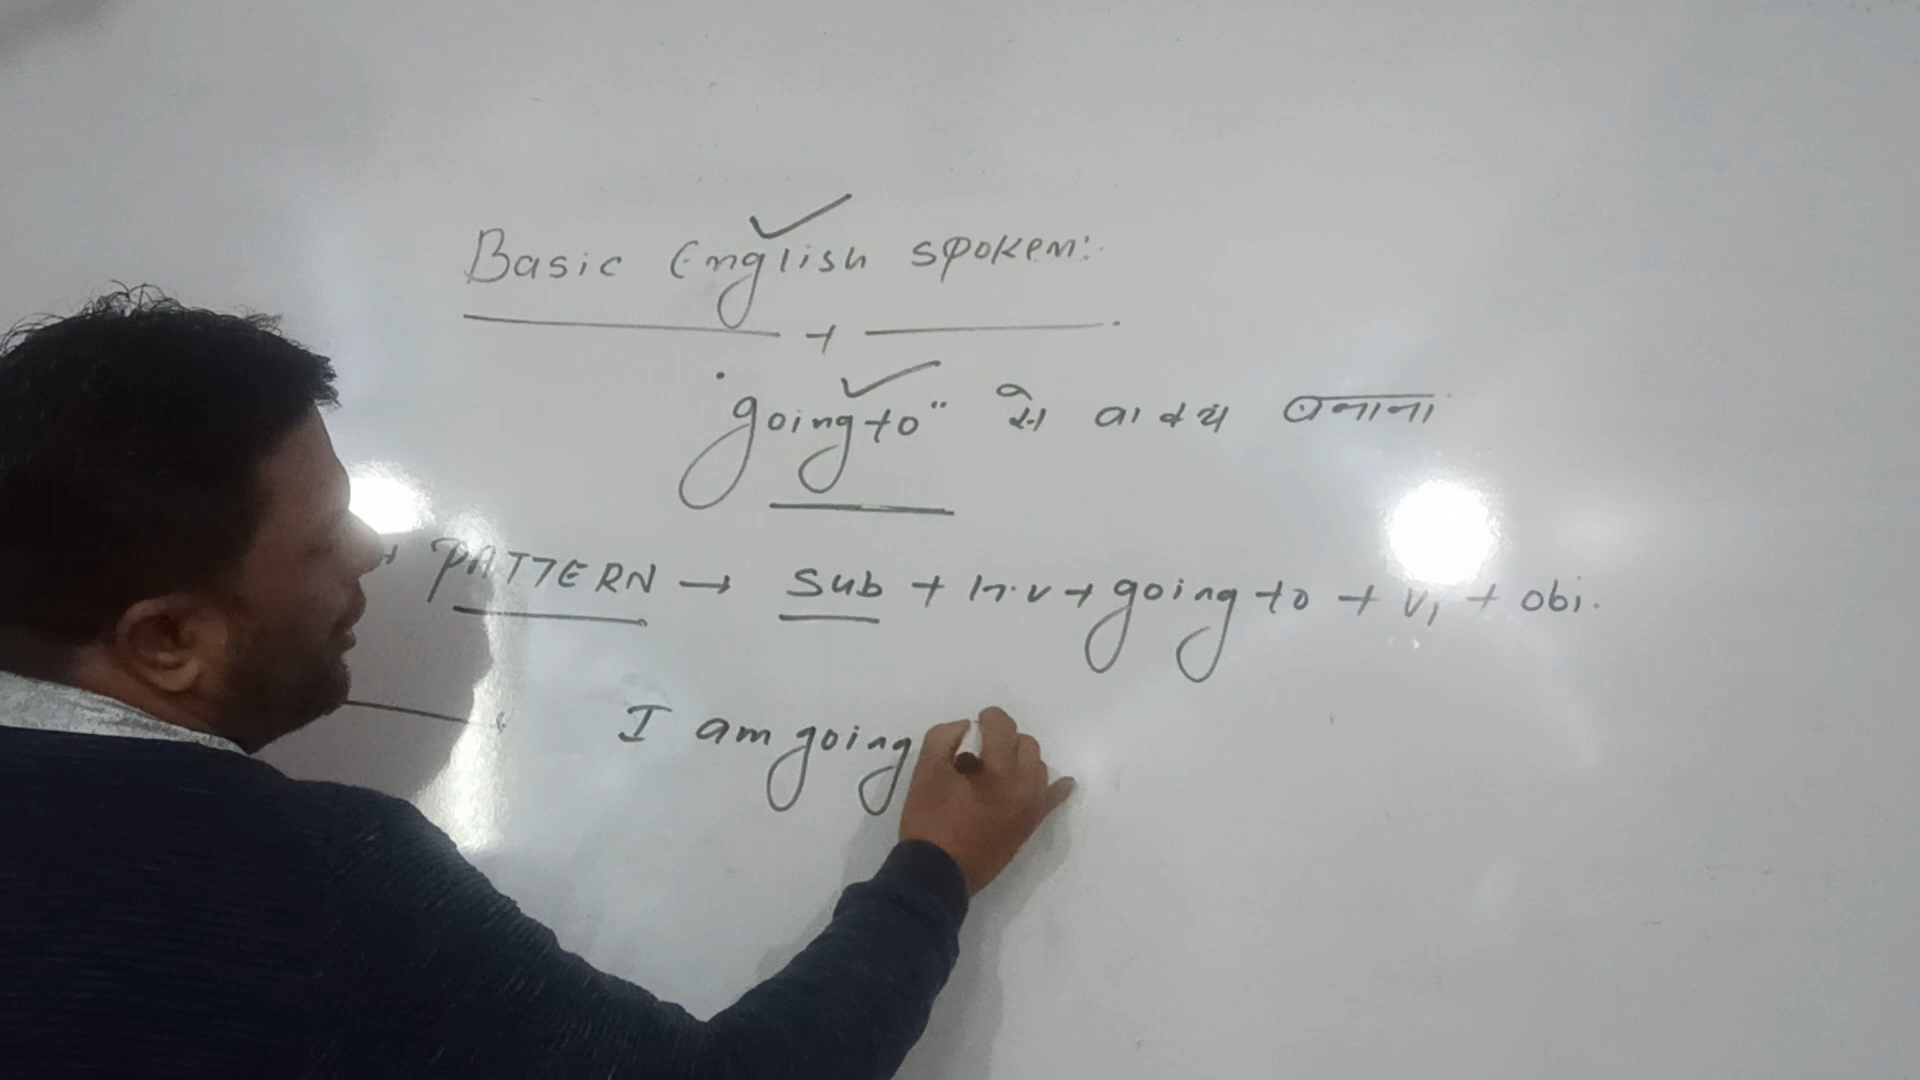 Basic English spoken:
"going to" से वाक्य बनाना
PATTERN → Sub + h.v + going to + V1 + obj.
I am going